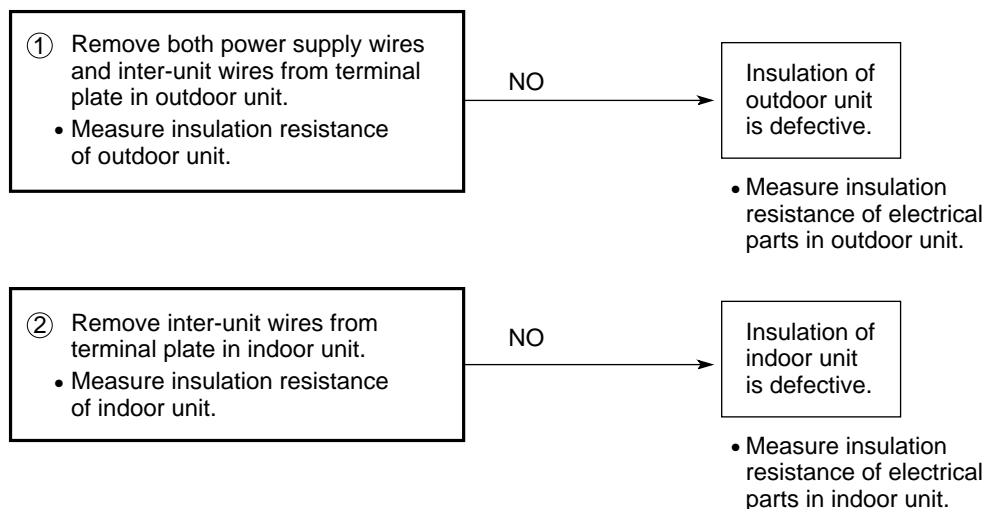 ① Remove both power supply wires
and inter-unit wires from terminal
plate in outdoor unit.
• Measure insulation resistance
of outdoor unit.
NO
Insulation of
outdoor unit
is defective.
• Measure insulation
resistance of electrical
parts in outdoor unit.
② Remove inter-unit wires from
terminal plate in indoor unit.
• Measure insulation resistance
of indoor unit.
NO
Insulation of
indoor unit
is defective.
• Measure insulation
resistance of electrical
parts in indoor unit.